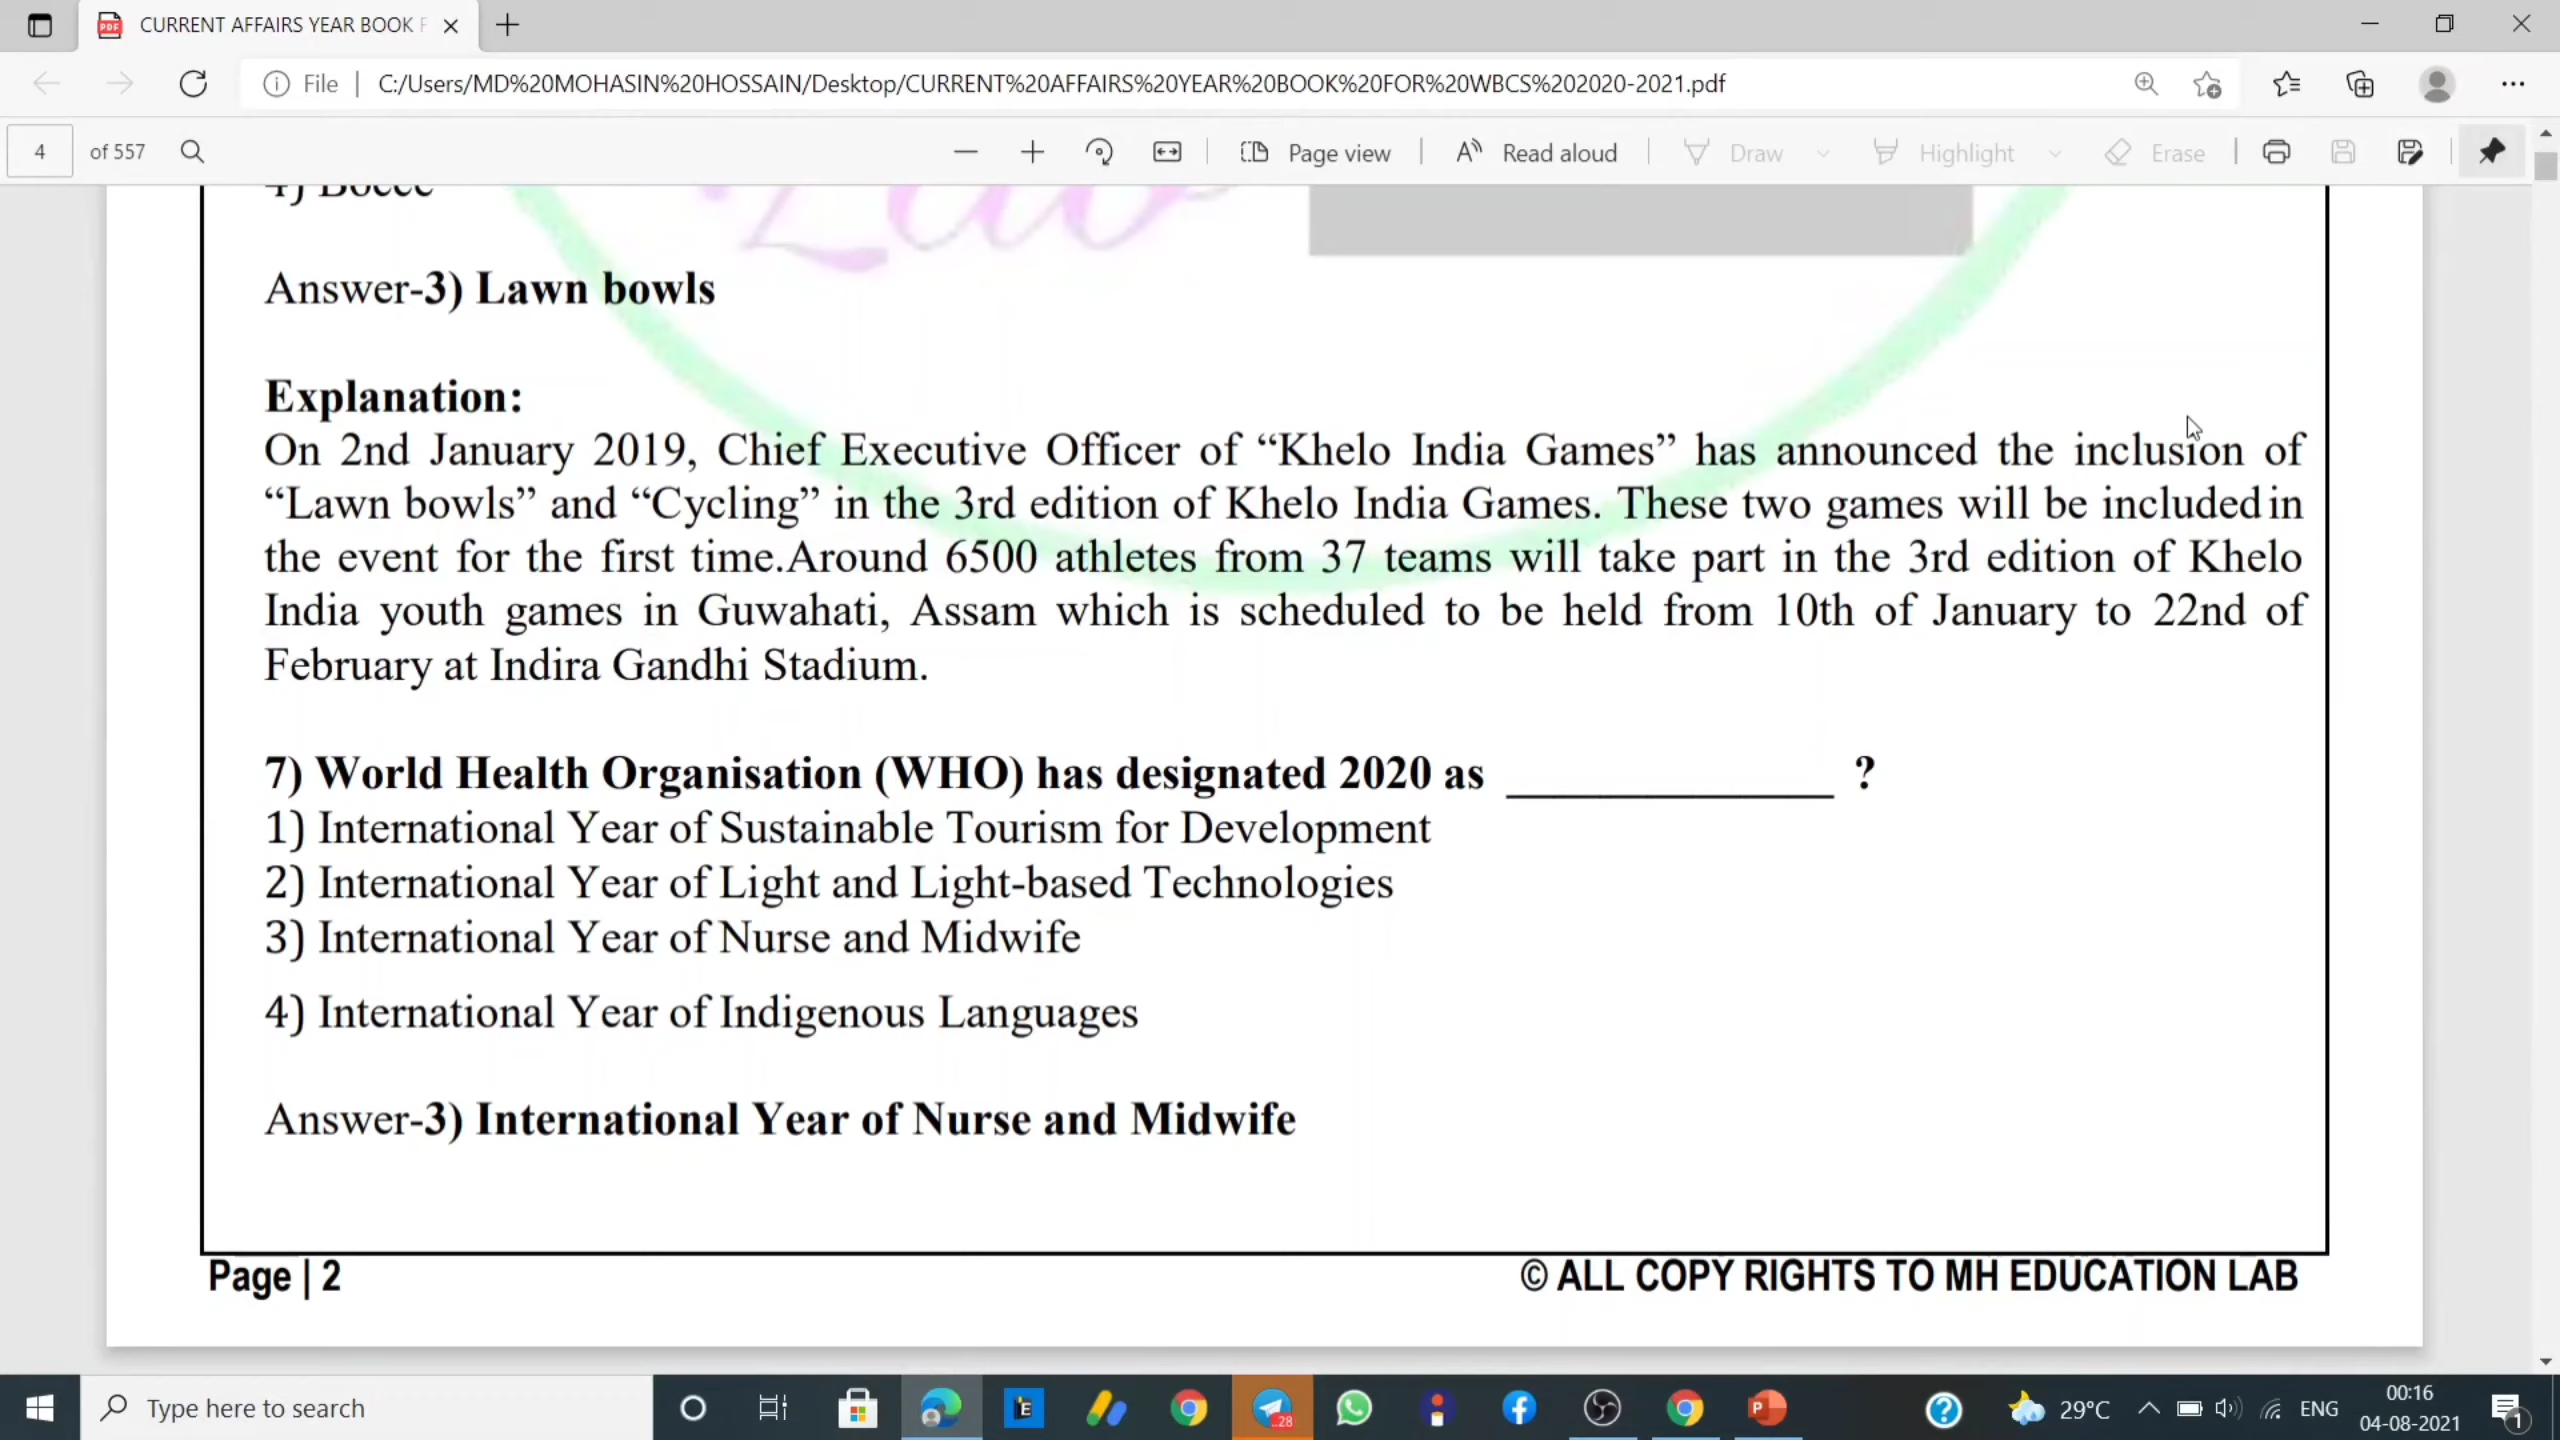 CURRENT AFFAIRS YEAR BOOK F
File | C:/Users/MD%20MOHASIN%20HOSSAIN/Desktop/CURRENT%20AFFAIRS%20YEAR%20BOOK%20FOR%20WBCS%202020-2021.pdf
4 of 557 Page view Read aloud Draw Highlight Erase
4) Bocce
Lab
Answer-3) Lawn bowls
Explanation:
On 2nd January 2019, Chief Executive Officer of “Khelo India Games” has announced the inclusion of
“Lawn bowls” and “Cycling” in the 3rd edition of Khelo India Games. These two games will be included in
the event for the first time.Around 6500 athletes from 37 teams will take part in the 3rd edition of Khelo
India youth games in Guwahati, Assam which is scheduled to be held from 10th of January to 22nd of
February at Indira Gandhi Stadium.
7) World Health Organisation (WHO) has designated 2020 as ______________ ?
1) International Year of Sustainable Tourism for Development
2) International Year of Light and Light-based Technologies
3) International Year of Nurse and Midwife
4) International Year of Indigenous Languages
Answer-3) International Year of Nurse and Midwife
Page | 2 © ALL COPY RIGHTS TO MH EDUCATION LAB
Type here to search ..28 29°C ENG 00:16
04-08-2021 1